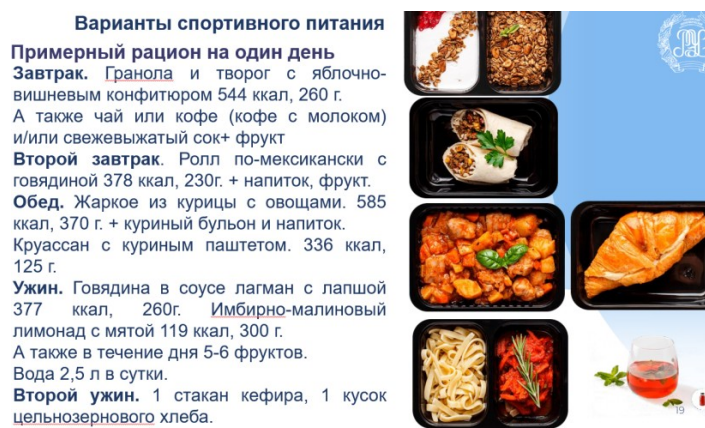 Варианты спортивного питания
Примерный рацион на один день
Завтрак. Гранола и творог с яблочно-
вишневым конфитюром 544 ккал, 260 г.
А также чай или кофе (кофе с молоком)
и/или свежевыжатый сок+ фрукт
Второй завтрак. Ролл по-мексикански с
говядиной 378 ккал, 230г. + напиток, фрукт.
Обед. Жаркое из курицы с овощами. 585
ккал, 370 г. + куриный бульон и напиток.
Круассан с куриным паштетом. 336 ккал,
125 г.
Ужин. Говядина в соусе лагман с лапшой
377 ккал, 260г. Имбирно-малиновый
лимонад с мятой 119 ккал, 300 г.
А также в течение дня 5-6 фруктов.
Вода 2,5 л в сутки.
Второй ужин. 1 стакан кефира, 1 кусок
цельнозернового хлеба.
19